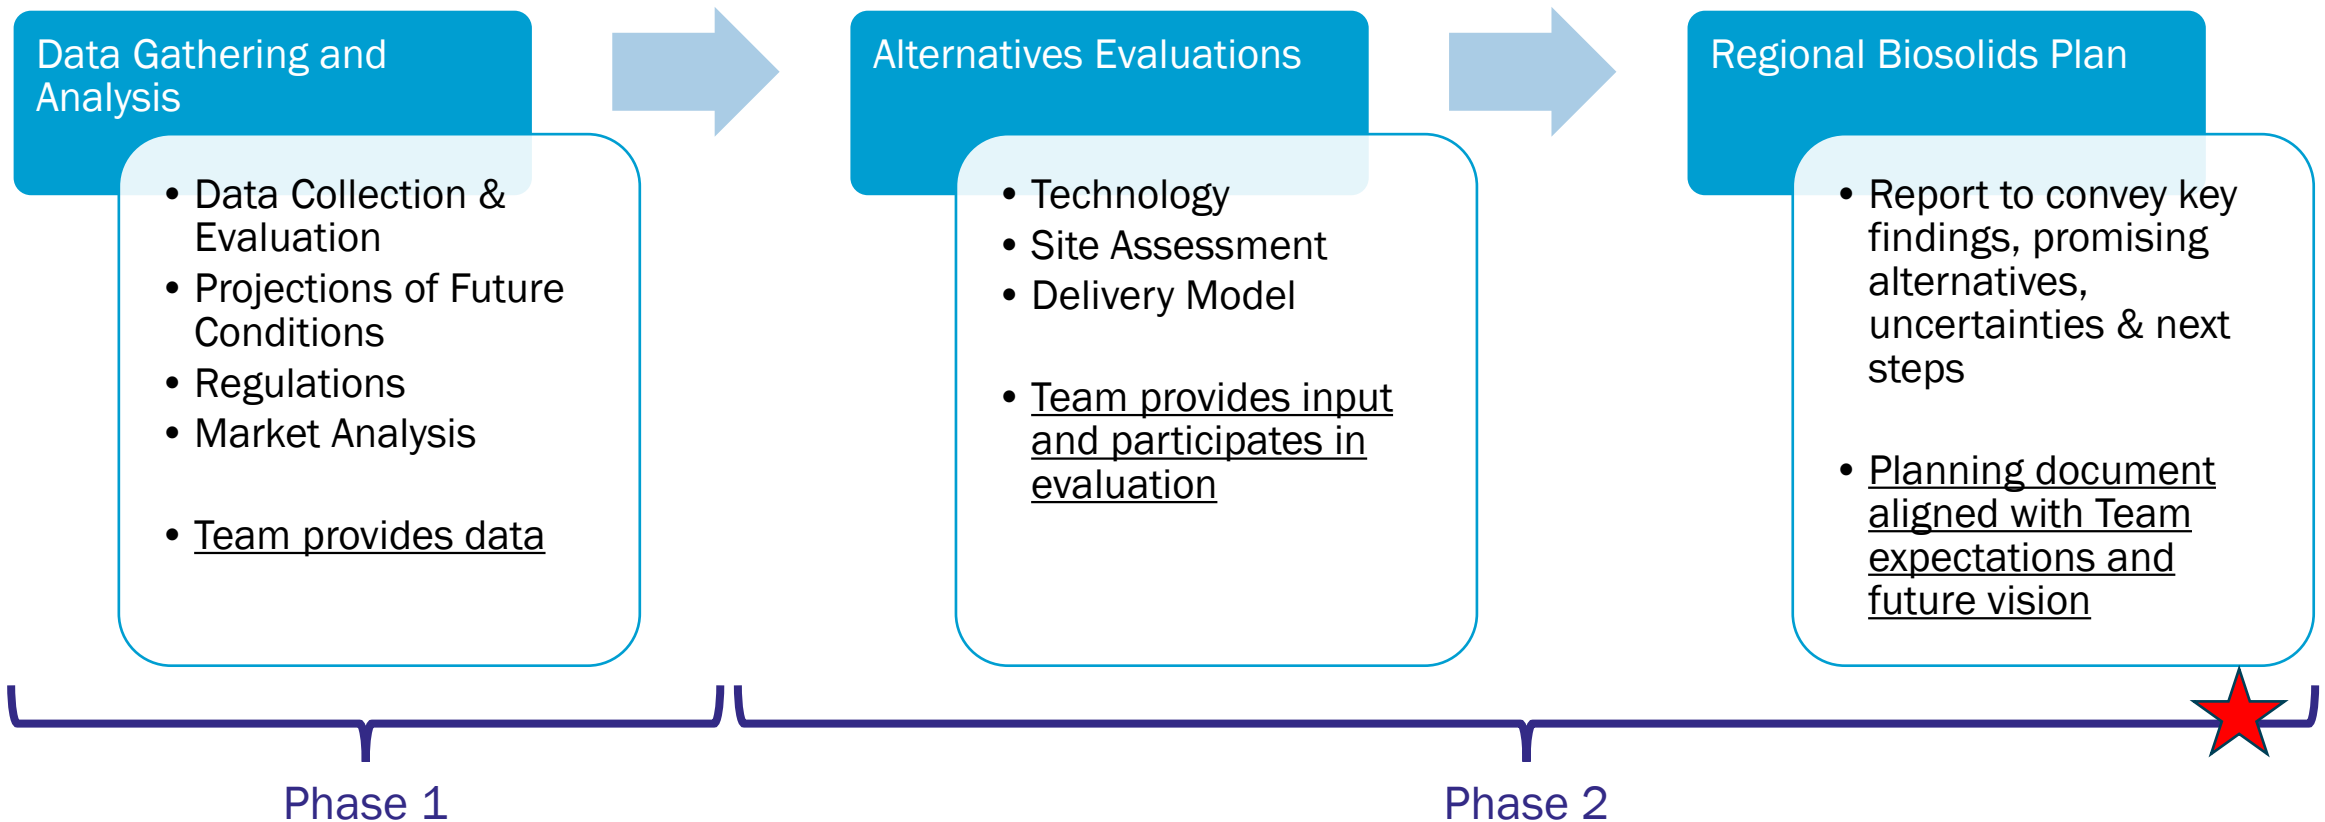 Data Gathering and
Analysis
• Data Collection &
Evaluation
• Projections of Future
Conditions
• Regulations
• Market Analysis
• Team provides data
Alternatives Evaluations
• Technology
• Site Assessment
• Delivery Model
• Team provides input
and participates in
evaluation
Regional Biosolids Plan
• Report to convey key
findings, promising
alternatives,
uncertainties & next
steps
• Planning document
aligned with Team
expectations and
future vision
Phase 1
Phase 2